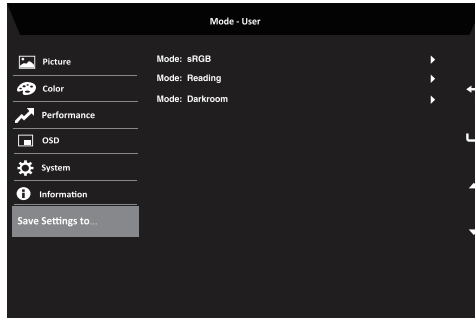 Mode - User
Picture
Color
Performance
OSD
System
Information
Save Settings to...
Mode: sRGB
Mode: Reading
Mode: Darkroom